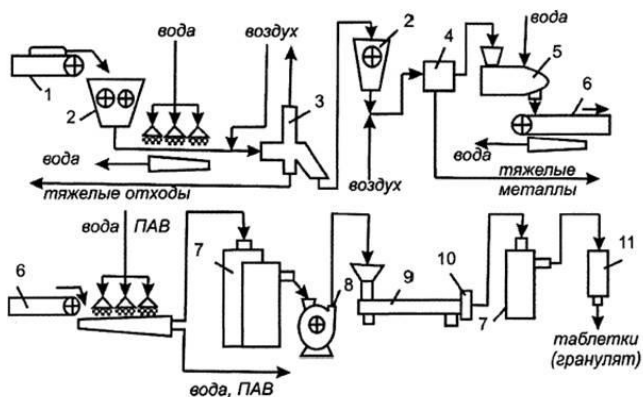 вода
воздух
2
4
вода
5
1
2
3
6
вода
воздух
вода
тяжелые отходы
тяжелые
металлы
вода ПАВ
6
7
8
9
10
7
11
таблетки
(гранулят)
вода, ПАВ